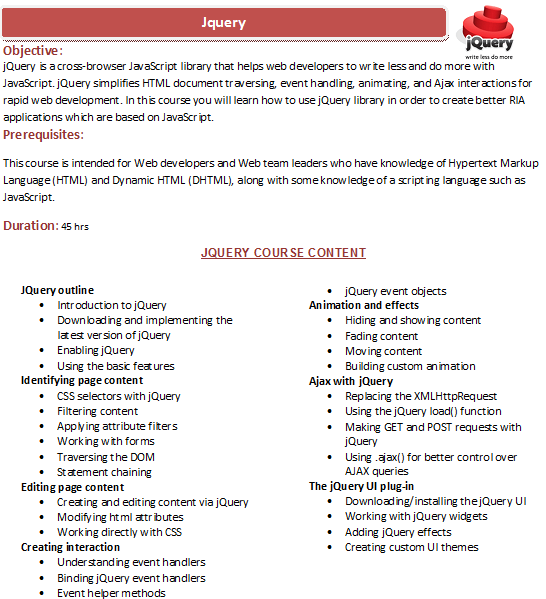 Jquery
jQuery
write less do more
Objective:
jQuery is a cross-browser JavaScript library that helps web developers to write less and do more with
JavaScript. jQuery simplifies HTML document traversing, event handling, animating, and Ajax interactions for
rapid web development. In this course you will learn how to use jQuery library in order to create better RIA
applications which are based on JavaScript.
Prerequisites:
This course is intended for Web developers and Web team leaders who have knowledge of Hypertext Markup
Language (HTML) and Dynamic HTML (DHTML), along with some knowledge of a scripting language such as
JavaScript.
Duration: 45 hrs
JQUERY COURSE CONTENT
JQuery outline
• Introduction to jQuery
• Downloading and implementing the
latest version of jQuery
• Enabling jQuery
• Using the basic features
Identifying page content
• CSS selectors with jQuery
• Filtering content
• Applying attribute filters
• Working with forms
• Traversing the DOM
• Statement chaining
Editing page content
• Creating and editing content via jQuery
• Modifying html attributes
• Working directly with CSS
Creating interaction
• Understanding event handlers
• Binding jQuery event handlers
• Event helper methods
• jQuery event objects
Animation and effects
• Hiding and showing content
• Fading content
• Moving content
• Building custom animation
Ajax with jQuery
• Replacing the XMLHttpRequest
• Using the jQuery load() function
• Making GET and POST requests with
jQuery
• Using .ajax() for better control over
AJAX queries
The jQuery UI plug-in
• Downloading/installing the jQuery UI
• Working with jQuery widgets
• Adding jQuery effects
• Creating custom UI themes